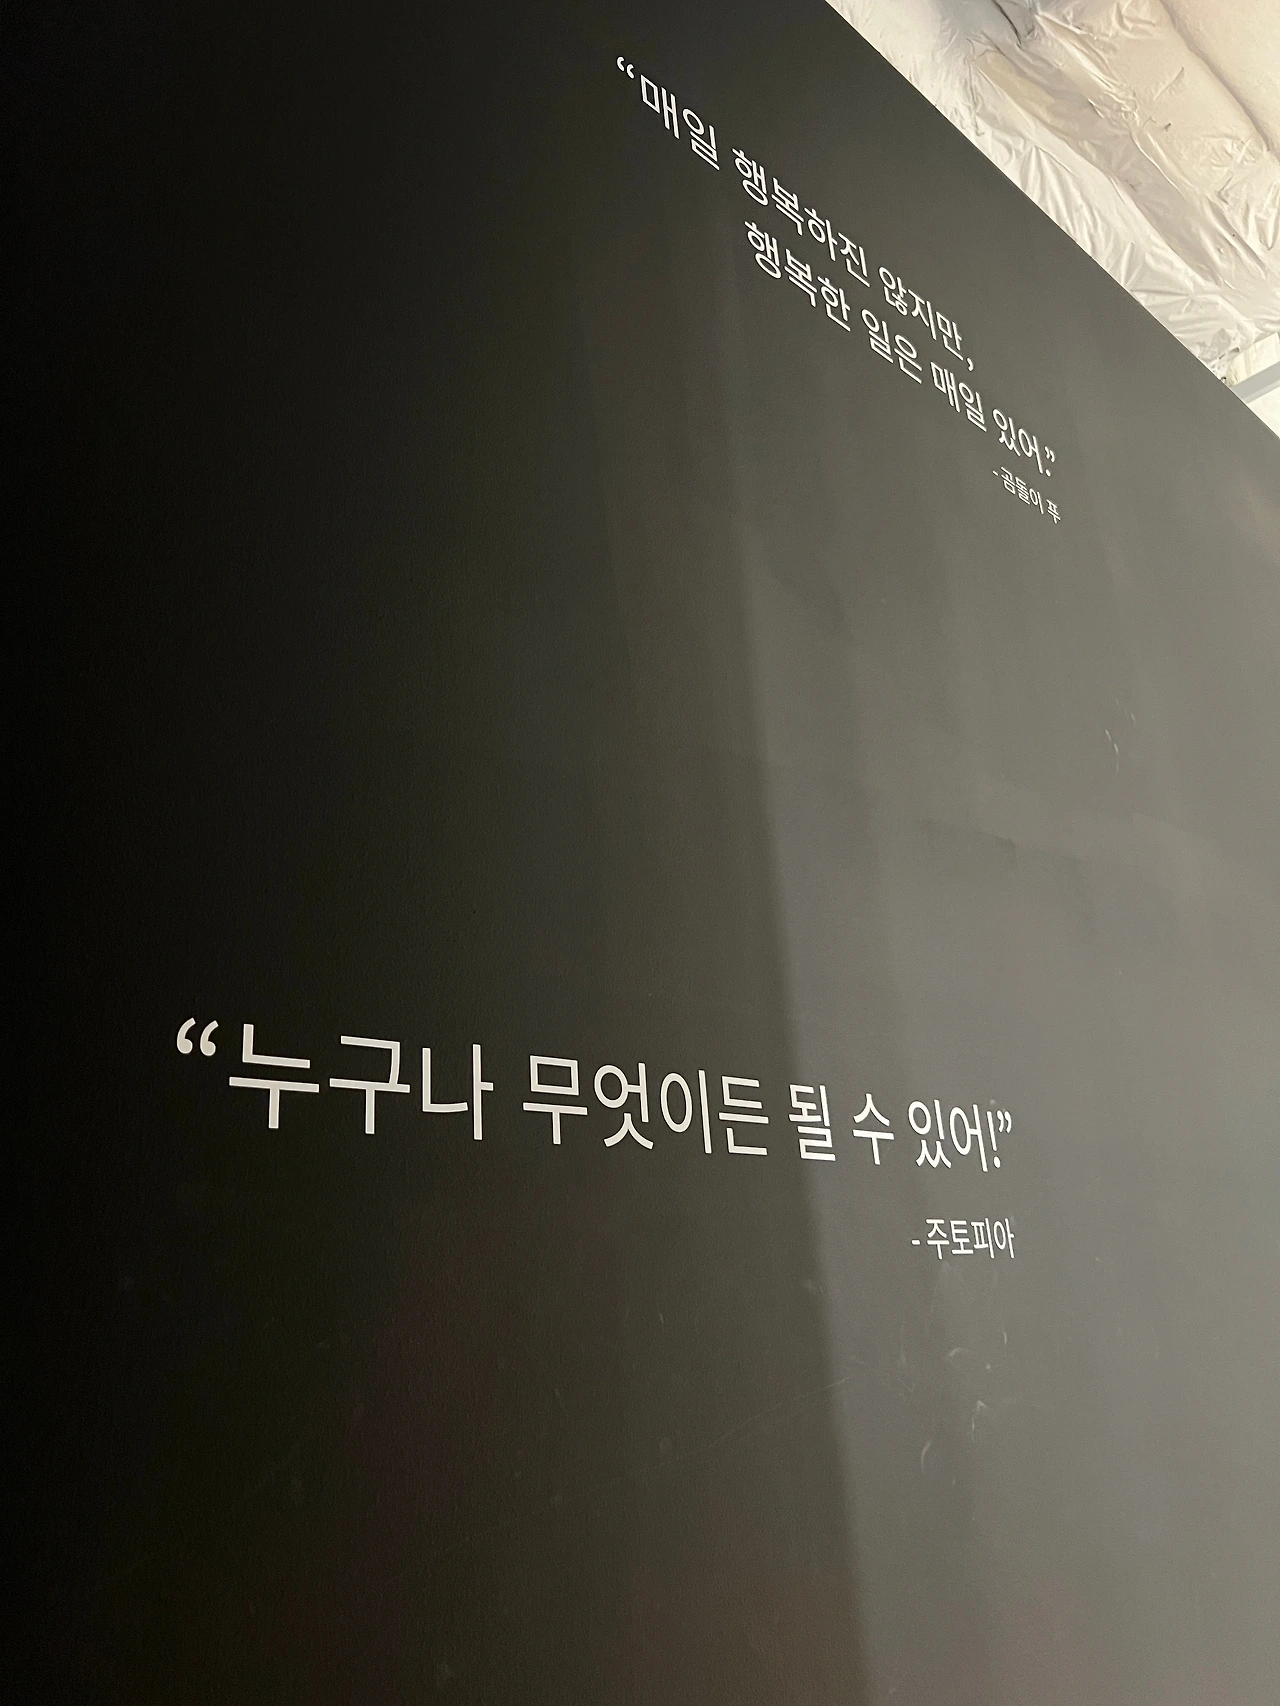 “매일 행복하진 않지만,
행복한 일은 매일 있어.”
- 곰돌이 푸
“누구나 무엇이든 될 수 있어!”
- 주토피아